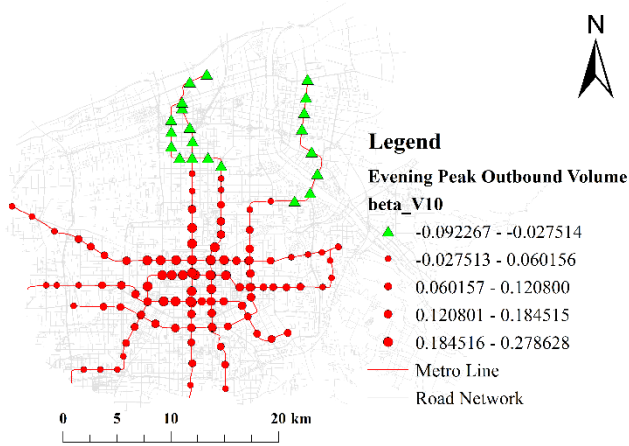 N
Legend
Evening Peak Outbound Volume
beta_V10
-0.092267 - -0.027514
-0.027513 - 0.060156
0.060157 - 0.120800
0.120801 - 0.184515
0.184516 - 0.278628
Metro Line
Road Network
0 5 10 20 km